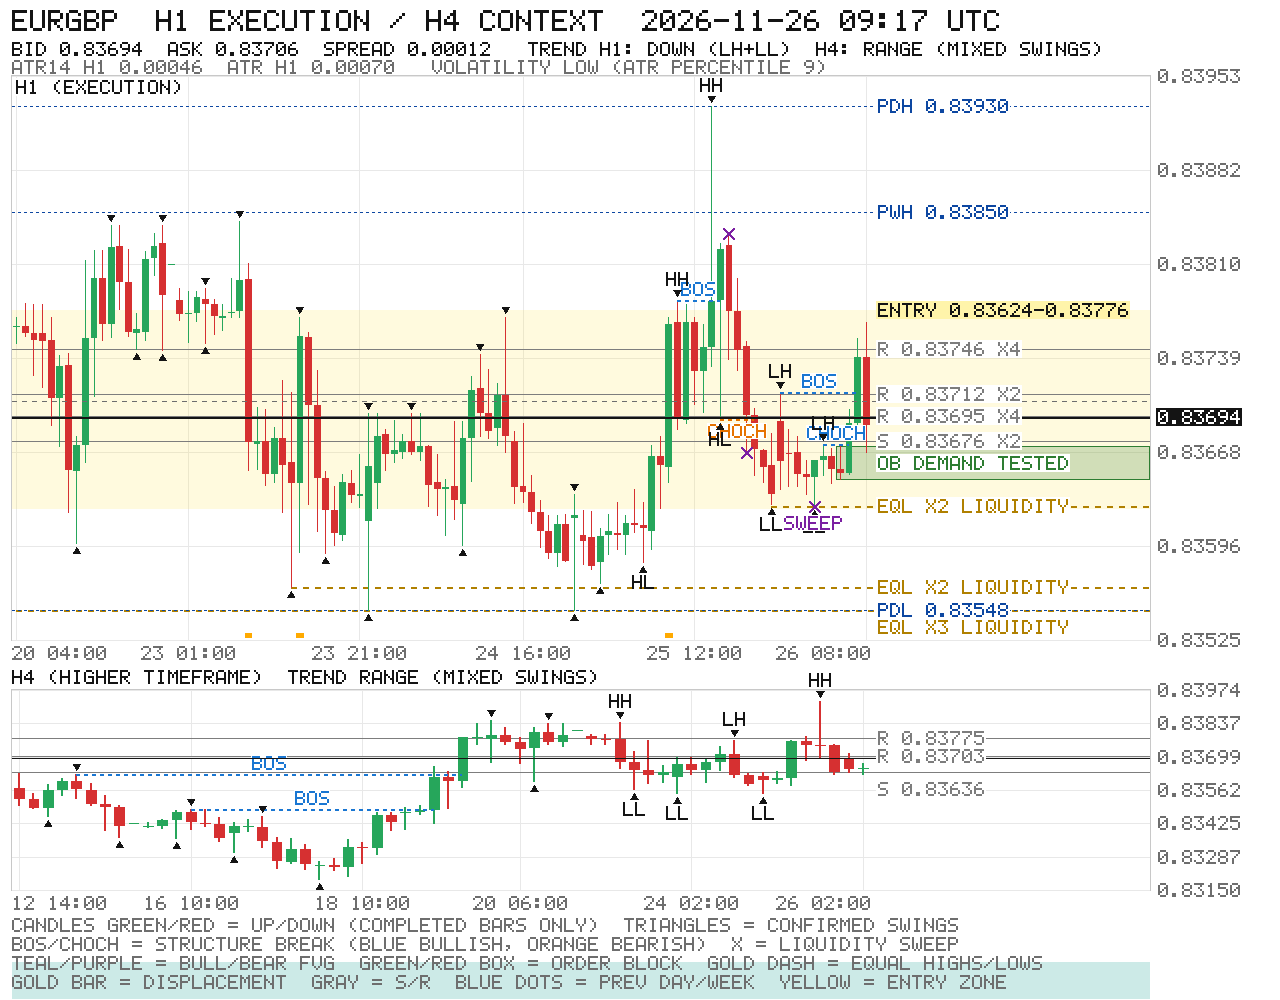 EURGBP  H1 EXECUTION / H4 CONTEXT  2026-11-26 09:17 UTC
BID 0.83694  ASK 0.83706  SPREAD 0.00012   TREND H1: DOWN (LH+LL)  H4: RANGE (MIXED SWINGS)
ATR14 H1 0.00046  ATR H1 0.00070   VOLATILITY LOW (ATR PERCENTILE 9)
H1 (EXECUTION)
0.83953
HH
PDH 0.83930
0.83882
PWH 0.83850
0.83810
HH
BOS
ENTRY 0.83624-0.83776
R 0.83746 X4
0.83739
LH
BOS
R 0.83712 X2
R 0.83695 X4
0.83694
LH
CHOCH
HL
CHOCH
S 0.83676 X2
0.83668
OB DEMAND TESTED
EQL X2 LIQUIDITY
LL
SWEEP
0.83596
HL
EQL X2 LIQUIDITY
PDL 0.83548
EQL X3 LIQUIDITY
0.83525
20 04:00  23 01:00  23 21:00  24 16:00  25 12:00  26 08:00
H4 (HIGHER TIMEFRAME)  TREND RANGE (MIXED SWINGS)
HH
0.83974
HH
LH
0.83837
R 0.83775
R 0.83703
0.83699
BOS
S 0.83636
0.83562
BOS
LL
LL
LL
0.83425
0.83287
0.83150
12 14:00  16 10:00  18 10:00  20 06:00  24 02:00  26 02:00
CANDLES GREEN/RED = UP/DOWN (COMPLETED BARS ONLY)  TRIANGLES = CONFIRMED SWINGS
BOS/CHOCH = STRUCTURE BREAK (BLUE BULLISH, ORANGE BEARISH)  X = LIQUIDITY SWEEP
TEAL/PURPLE = BULL/BEAR FVG  GREEN/RED BOX = ORDER BLOCK  GOLD DASH = EQUAL HIGHS/LOWS
GOLD BAR = DISPLACEMENT  GRAY = S/R  BLUE DOTS = PREV DAY/WEEK  YELLOW = ENTRY ZONE